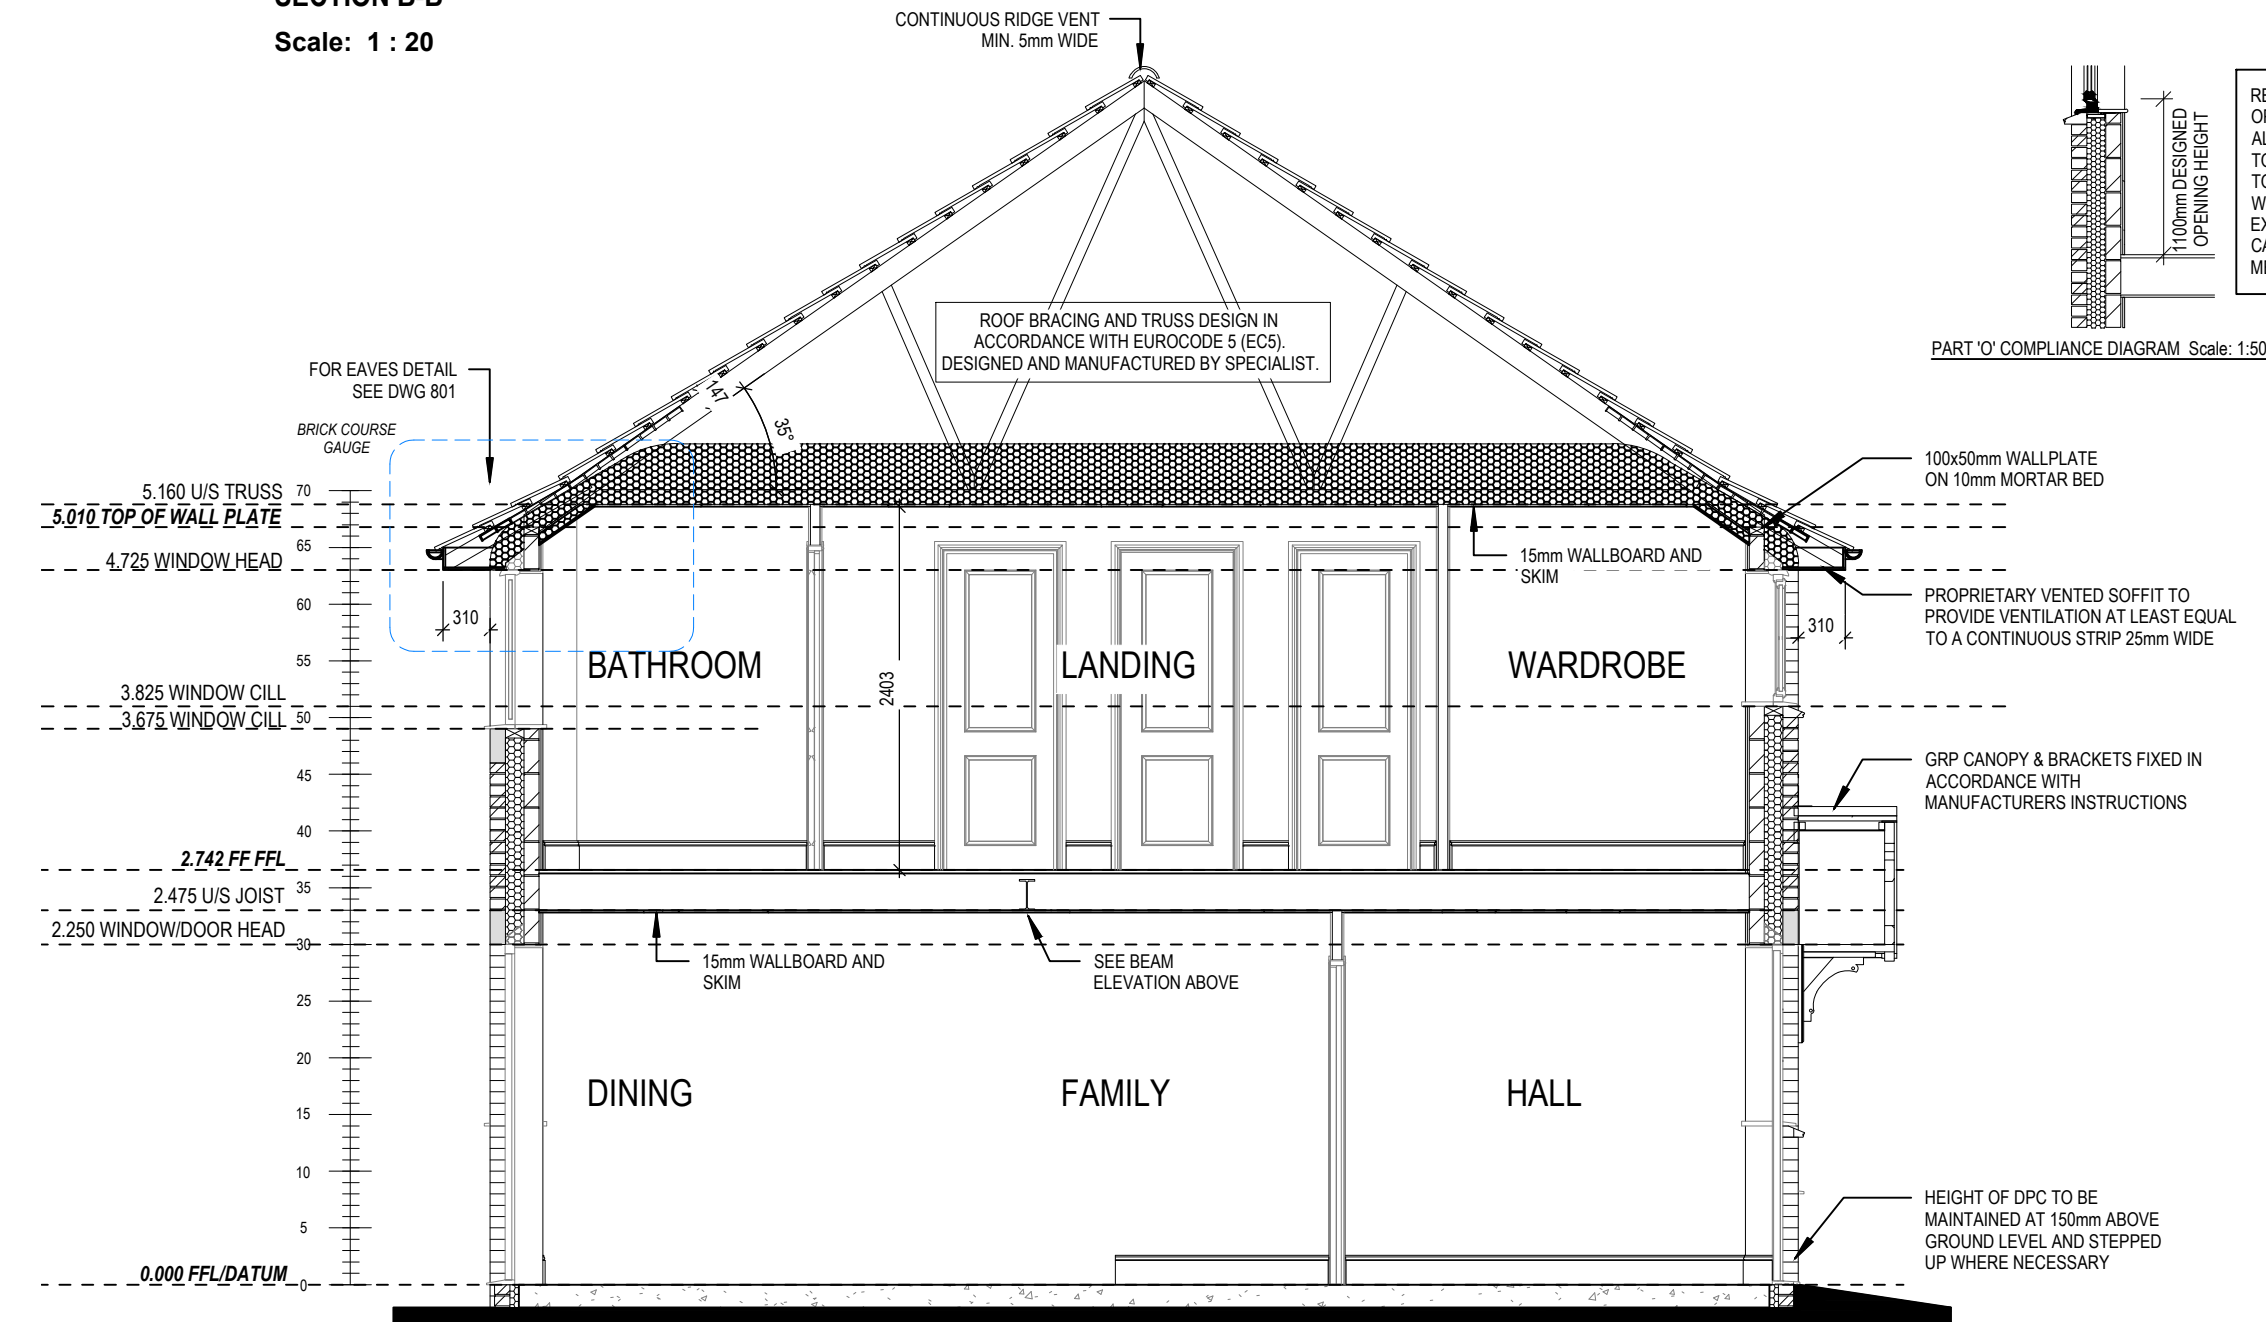 SECTION B-B
Scale: 1 : 20
CONTINUOUS RIDGE VENT
MIN. 5mm WIDE
1100mm DESIGNED
OPENING HEIGHT
PART 'O' COMPLIANCE DIAGRAM Scale: 1:50
ROOF BRACING AND TRUSS DESIGN IN
ACCORDANCE WITH EUROCODE 5 (EC5).
DESIGNED AND MANUFACTURED BY SPECIALIST.
FOR EAVES DETAIL
SEE DWG 801
147
35°
BRICK COURSE
GAUGE
100x50mm WALLPLATE
ON 10mm MORTAR BED
5.160 U/S TRUSS
70
5.010 TOP OF WALL PLATE
65
4.725 WINDOW HEAD
15mm WALLBOARD AND
SKIM
PROPRIETARY VENTED SOFFIT TO
PROVIDE VENTILATION AT LEAST EQUAL
TO A CONTINUOUS STRIP 25mm WIDE
60
310
310
55
BATHROOM
LANDING
WARDROBE
2403
3.825 WINDOW CILL
3.675 WINDOW CILL
50
GRP CANOPY & BRACKETS FIXED IN
ACCORDANCE WITH
MANUFACTURERS INSTRUCTIONS
45
40
2.742 FF FFL
35
2.475 U/S JOIST
2.250 WINDOW/DOOR HEAD
30
15mm WALLBOARD AND
SKIM
SEE BEAM
ELEVATION ABOVE
25
20
DINING
FAMILY
HALL
15
10
HEIGHT OF DPC TO BE
MAINTAINED AT 150mm ABOVE
GROUND LEVEL AND STEPPED
UP WHERE NECESSARY
5
0.000 FFL/DATUM
0